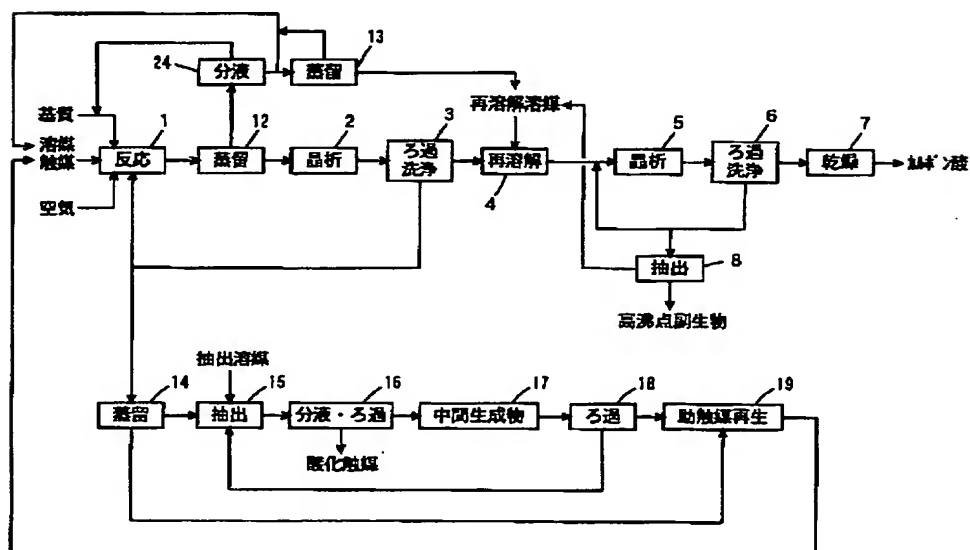 13
24
分液
蒸留
再溶解溶媒
基質
溶媒
触媒
空気
1
反応
12
蒸留
2
晶析
3
ろ過
洗浄
再溶解
4
5
晶析
6
ろ過
洗浄
7
乾燥
カルボン酸
抽出
8
高沸点副生物
抽出溶媒
14
蒸留
15
抽出
16
分液・ろ過
酸化触媒
17
中間生成物
18
ろ過
19
助触媒再生